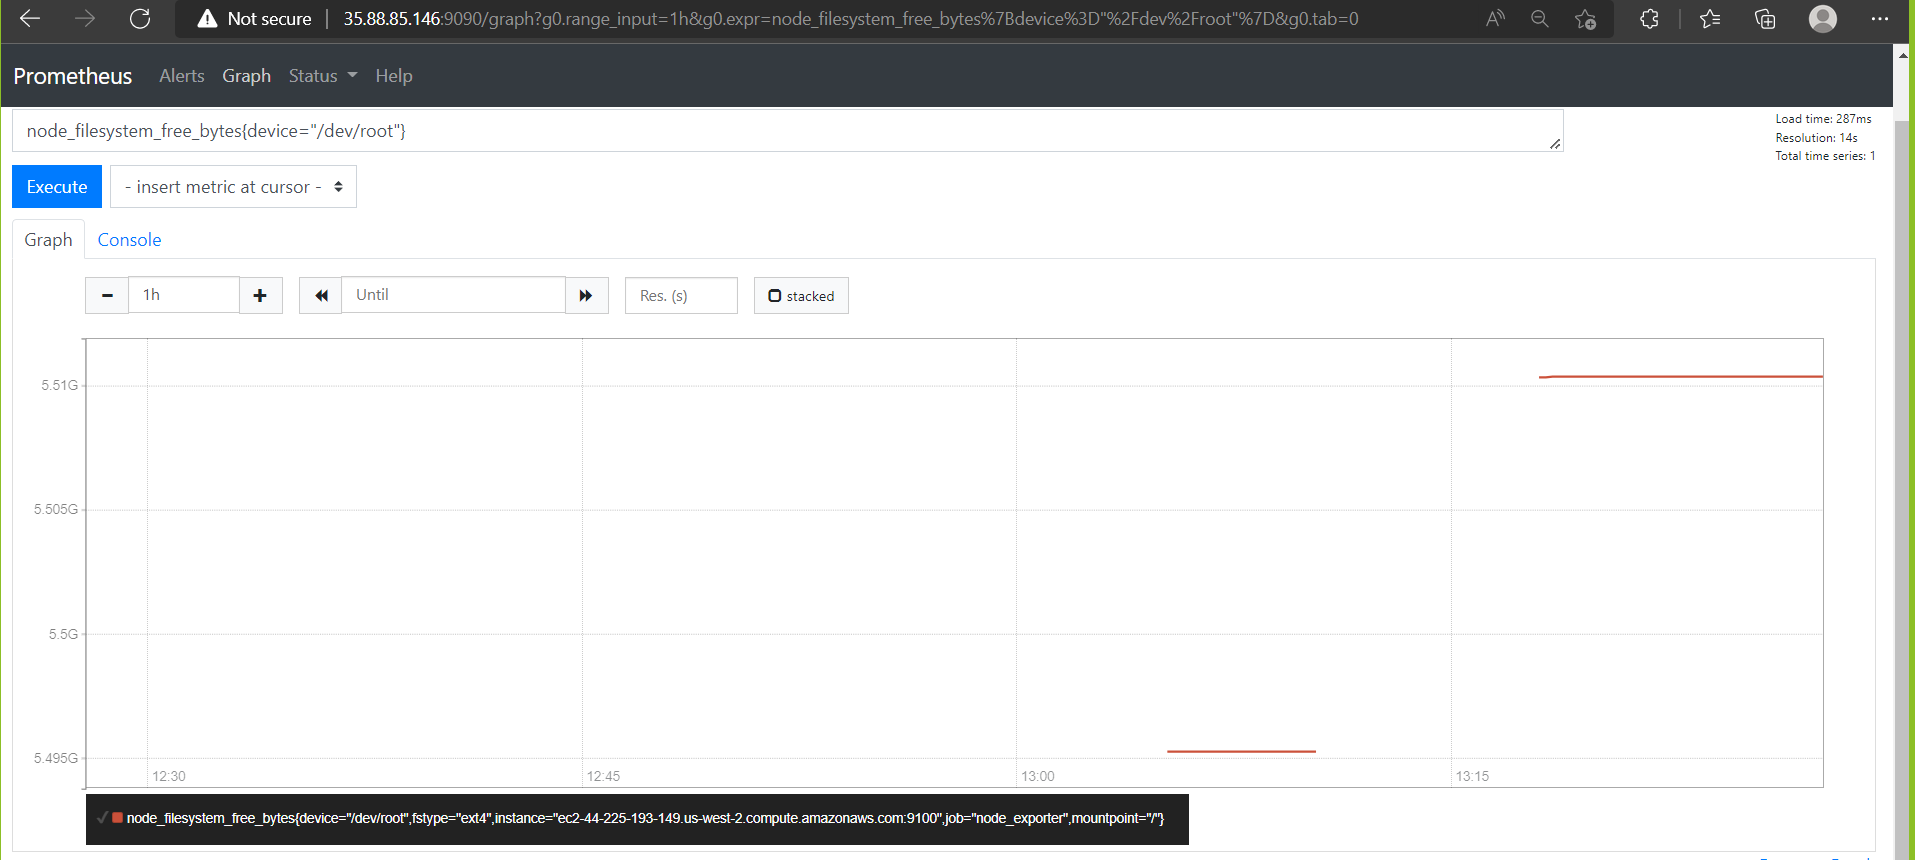 Not secure | 35.88.85.146:9090/graph?g0.range_input=1h&g0.expr=node_filesystem_free_bytes%7Bdevice%3D"%2Fdev%2Froot"%7D&g0.tab=0
Prometheus Alerts Graph Status Help
node_filesystem_free_bytes{device="/dev/root"}
Load time: 287ms
Resolution: 14s
Total time series: 1
Execute - insert metric at cursor -
Graph Console
1h Until Res. (s) stacked
5.51G
5.505G
5.5G
5.495G
12:30 12:45 13:00 13:15
node_filesystem_free_bytes{device="/dev/root",fstype="ext4",instance="ec2-44-225-193-149.us-west-2.compute.amazonaws.com:9100",job="node_exporter",mountpoint="/"}